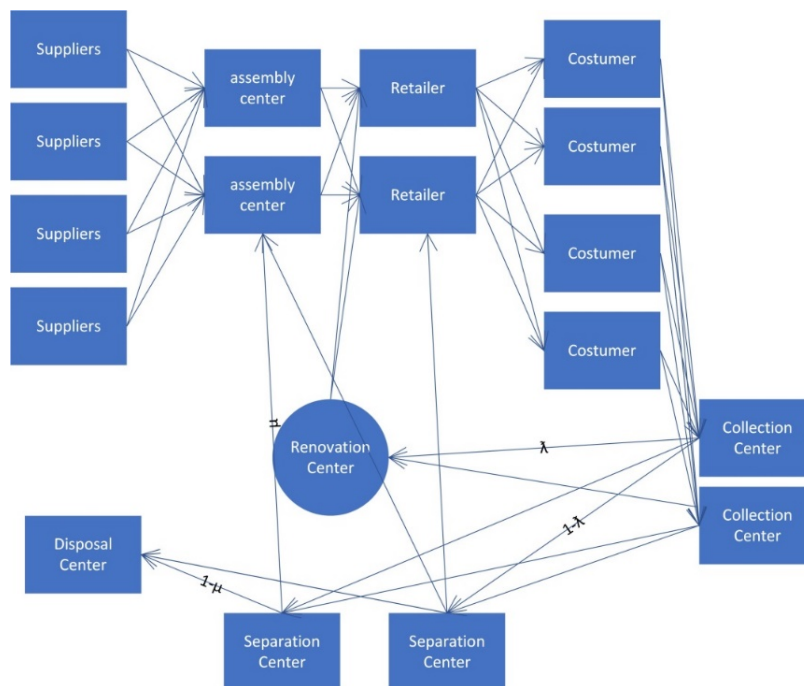 Suppliers
assembly
center
Retailer
Costumer
Suppliers
Costumer
assembly
center
Retailer
Suppliers
Costumer
Suppliers
Costumer
μ
Renovation
Center
λ
Collection
Center
Disposal
Center
1-μ
1-λ
Collection
Center
Separation
Center
Separation
Center